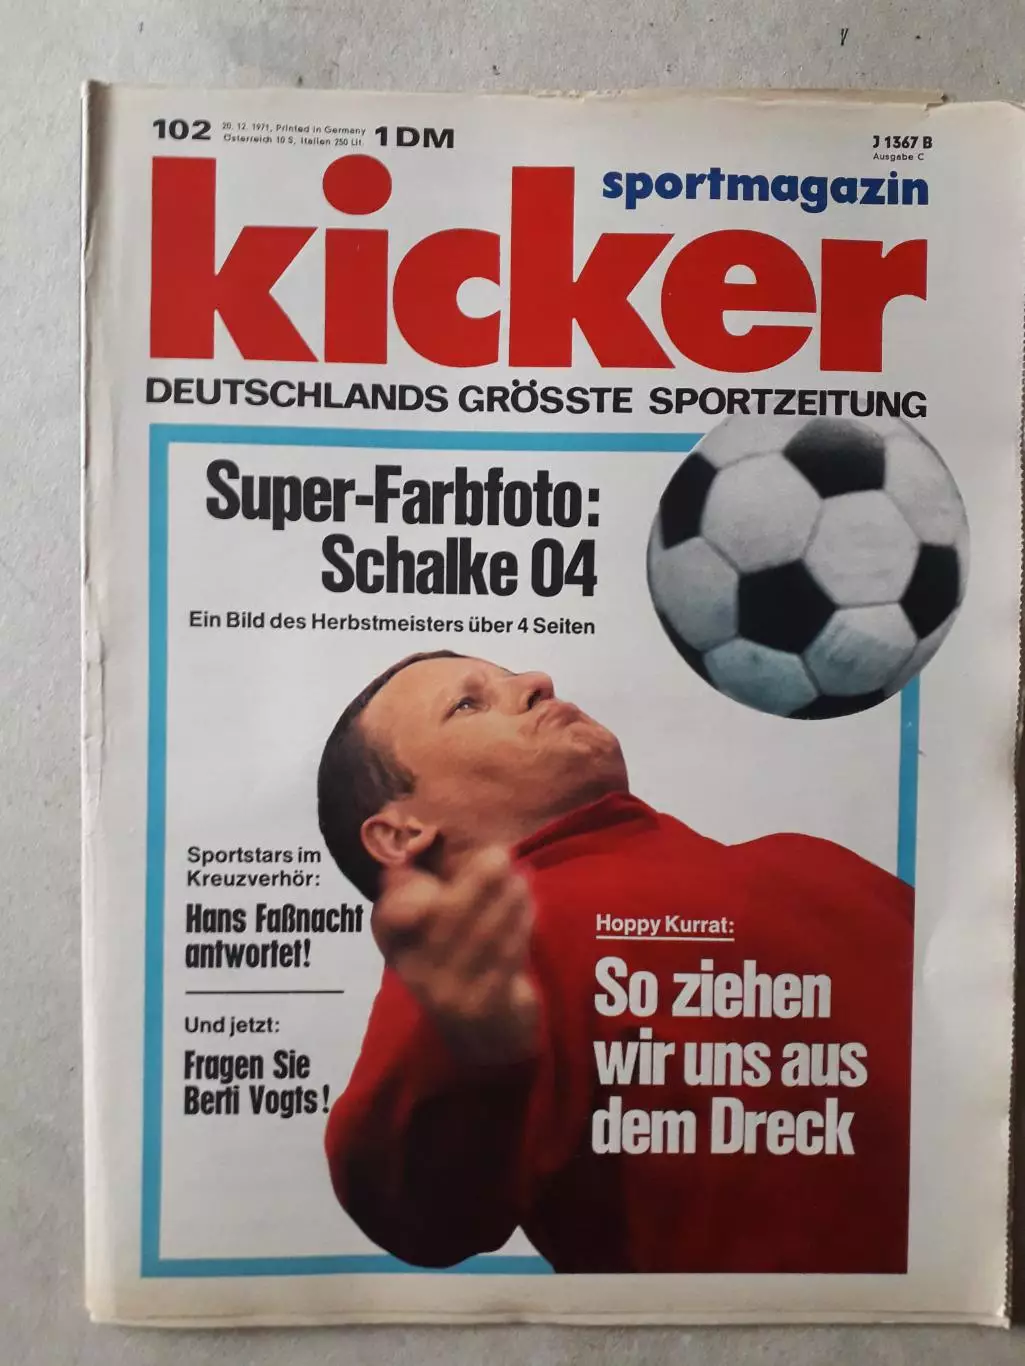 102 20. 12. 1971, Printed in Germany 1 DM
Österreich 10 S, Italien 250 Lit.
J 1367 B
Ausgabe C
sportmagazin
kicker
DEUTSCHLANDS GRÖSSTE SPORTZEITUNG
Super-Farbfoto:
Schalke 04
Ein Bild des Herbstmeisters über 4 Seiten
Sportstars im
Kreuzverhör:
Hans Faßnacht
antwortet!
Und jetzt:
Fragen Sie
Berti Vogts!
Hoppy Kurrat:
So ziehen
wir uns aus
dem Dreck